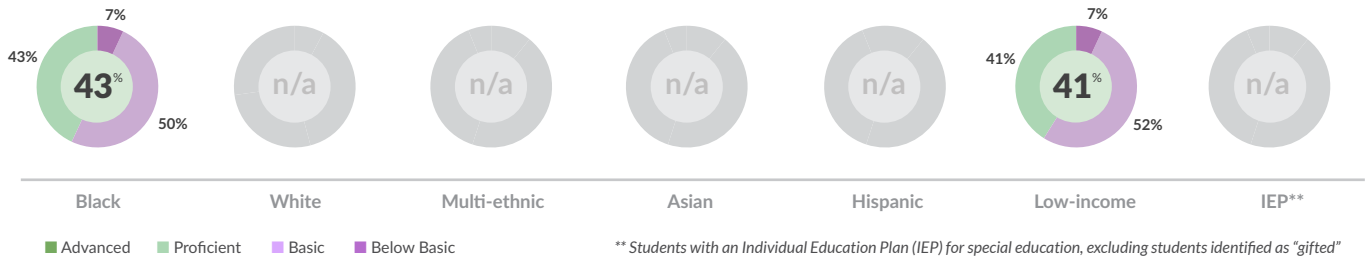 7%
43%
43%
50%
n/a
n/a
n/a
n/a
7%
41%
41%
52%
n/a
Black
White
Multi-ethnic
Asian
Hispanic
Low-income
IEP**
Advanced
Proficient
Basic
Below Basic
** Students with an Individual Education Plan (IEP) for special education, excluding students identified as “gifted”